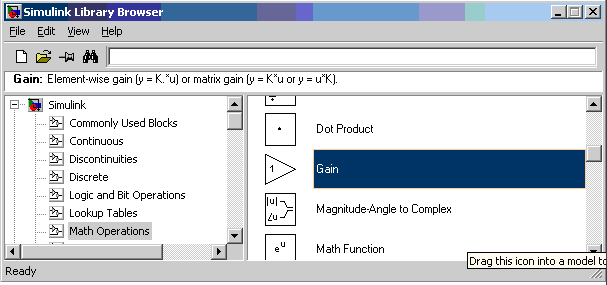 Simulink Library Browser
File Edit View Help
Gain: Element-wise gain (y = K.*u) or matrix gain (y = K*u or y = u*K).
Simulink
Commonly Used Blocks
Continuous
Discontinuities
Discrete
Logic and Bit Operations
Lookup Tables
Math Operations
Dot Product
1 Gain
|u| ∠u Magnitude-Angle to Complex
eu Math Function
Drag this icon into a model to
Ready